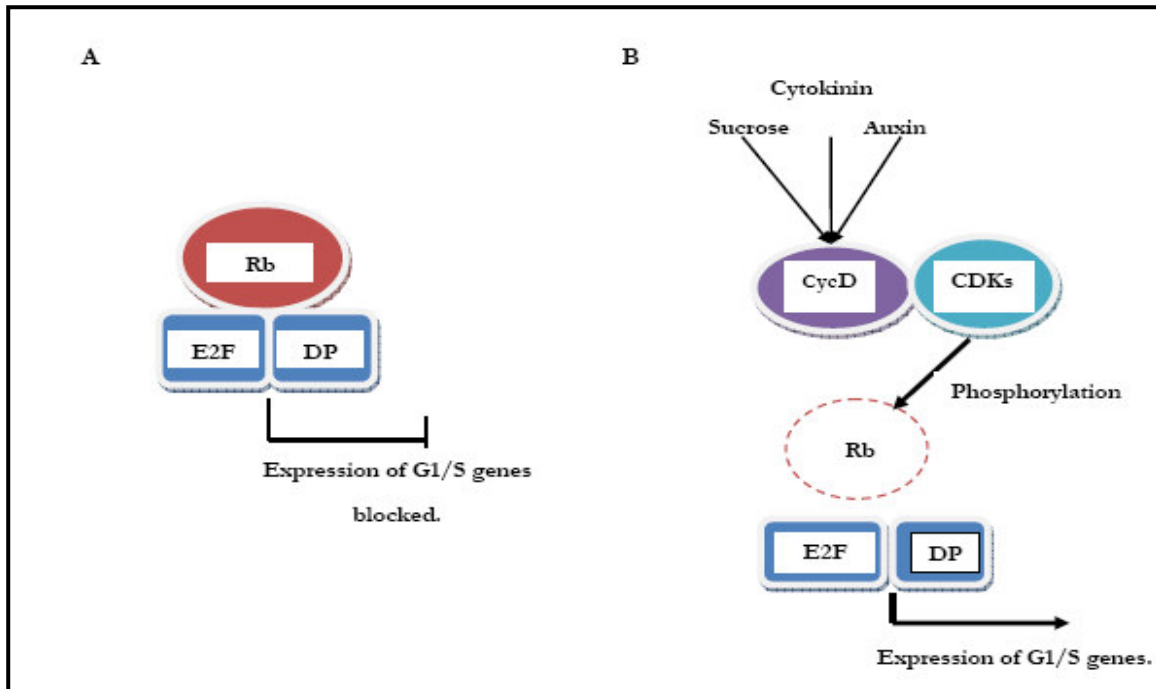 A
Rb
E2F
DP
Expression of G1/S genes
blocked.
B
Cytokinin
Sucrose
Auxin
CycD
CDKs
Phosphorylation
Rb
E2F
DP
Expression of G1/S genes.